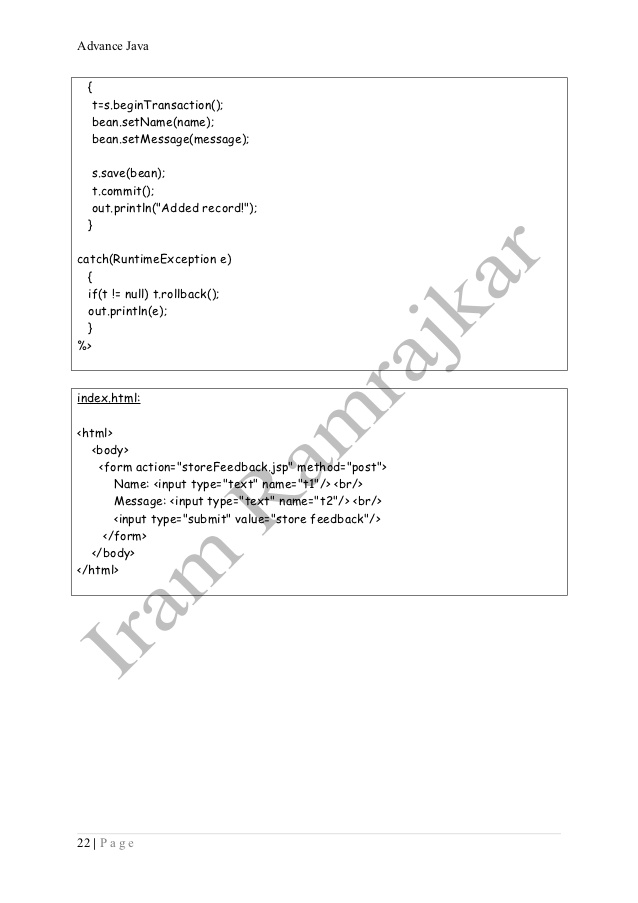 Advance Java
{
t=s.beginTransaction();
bean.setName(name);
bean.setMessage(message);
s.save(bean);
t.commit();
out.println("Added record!");
}
catch(RuntimeException e)
{
if(t != null) t.rollback();
out.println(e);
}
%>
index.html:
<html>
<body>
<form action="storeFeedback.jsp" method="post">
Name: <input type="text" name="t1"/> <br/>
Message: <input type="text" name="t2"/> <br/>
<input type="submit" value="store feedback"/>
</form>
</body>
</html>
Iram Ramrajkar
22 | Page